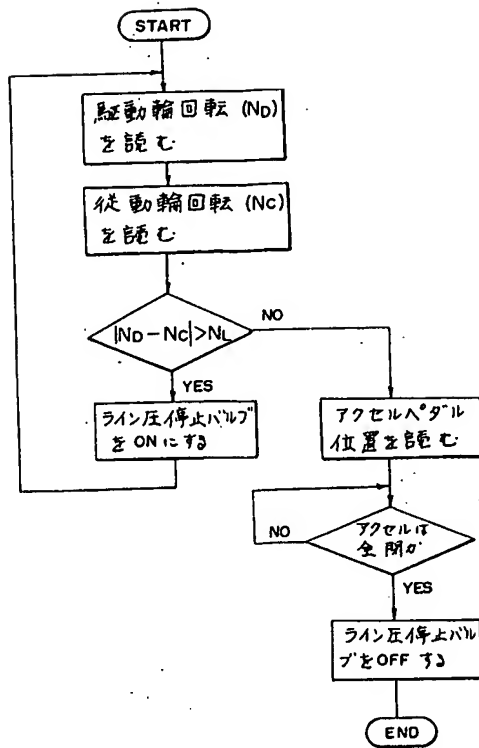 START
駆動輪回転 (ND)
を読む
従動輪回転 (NC)
を読む
|ND−NC|>NL
NO
YES
ライン圧停止バルブ
をONにする
アクセルペダル
位置を読む
アクセルは
全閉か
NO
YES
ライン圧停止バル
ブをOFFする
END